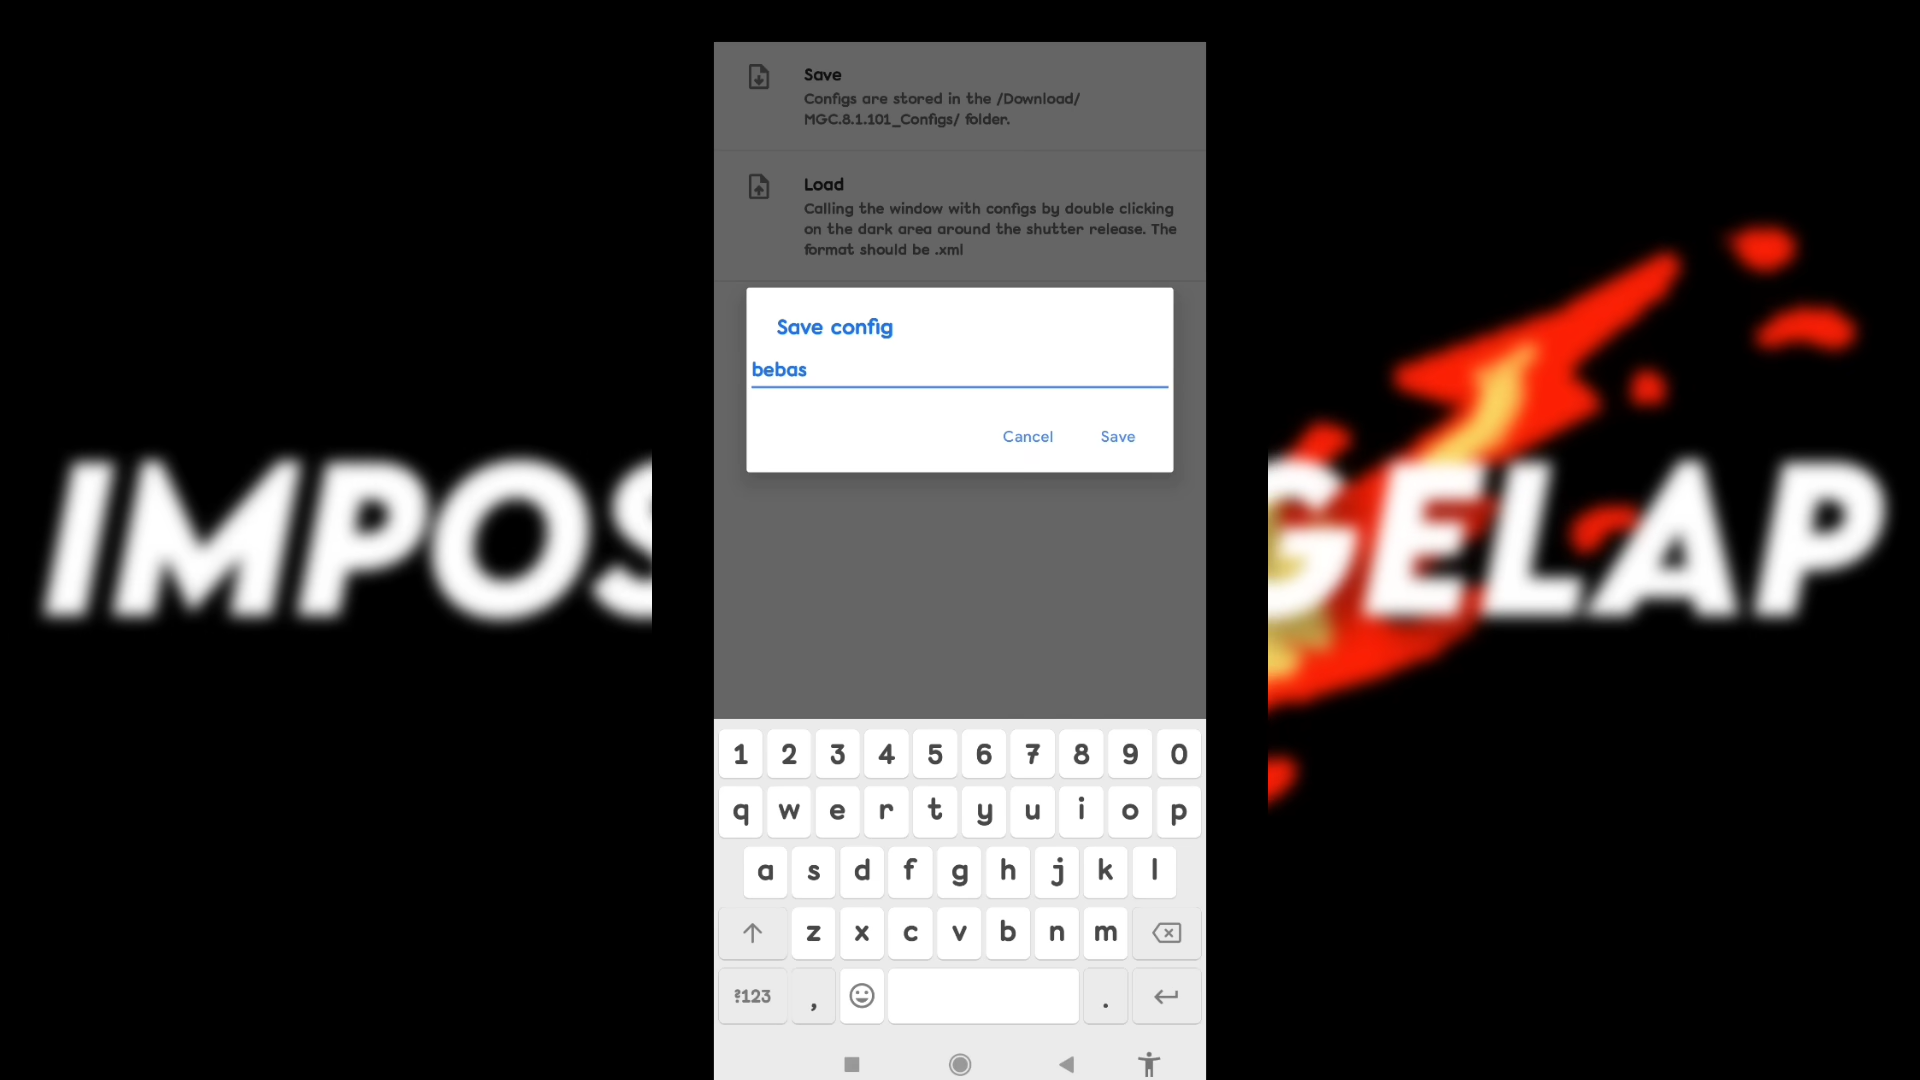 Save
Configs are stored in the /Download/
MGC.8.1.101_Configs/ folder.
Load
Calling the window with configs by double clicking
on the dark area around the shutter release. The
format should be .xml
Save config
bebas
Cancel Save
IMPOS GELAP
1 2 3 4 5 6 7 8 9 0
q w e r t y u i o p
a s d f g h j k l
z x c v b n m
?123 , .